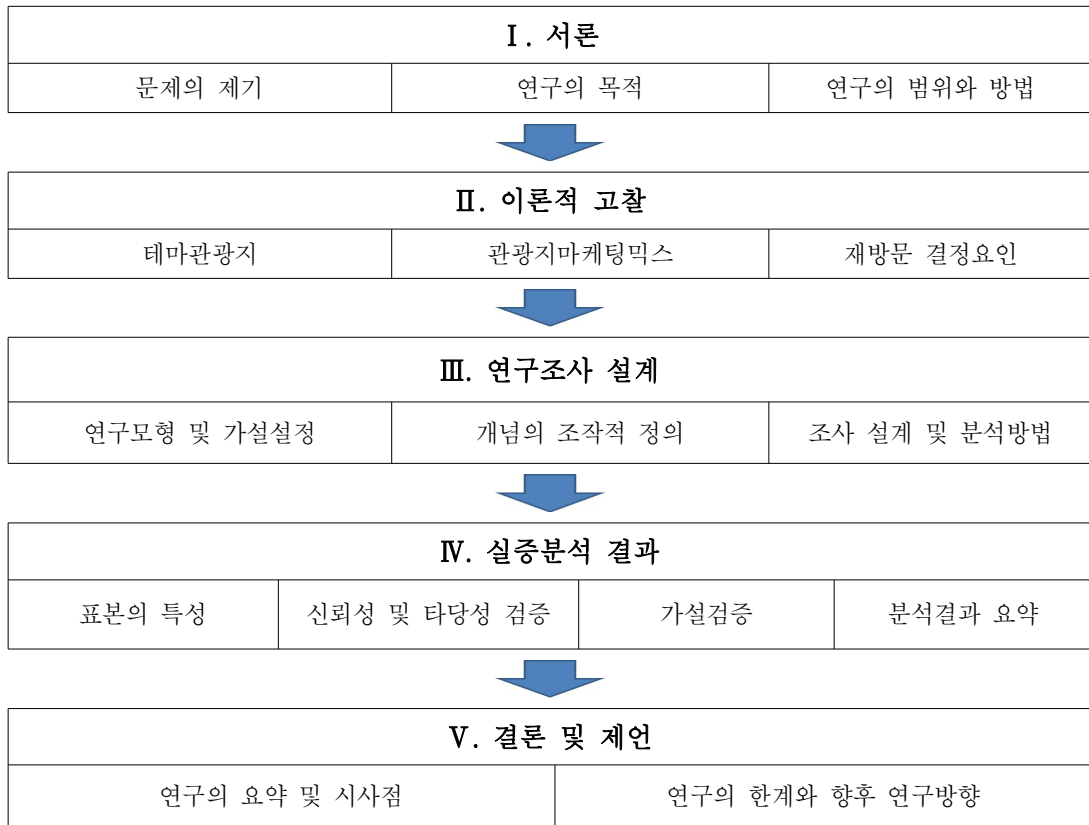 Ⅰ. 서론
문제의 제기 연구의 목적 연구의 범위와 방법
Ⅱ. 이론적 고찰
테마관광지 관광지마케팅믹스 재방문 결정요인
Ⅲ. 연구조사 설계
연구모형 및 가설설정 개념의 조작적 정의 조사 설계 및 분석방법
Ⅳ. 실증분석 결과
표본의 특성 신뢰성 및 타당성 검증 가설검증 분석결과 요약
Ⅴ. 결론 및 제언
연구의 요약 및 시사점 연구의 한계와 향후 연구방향